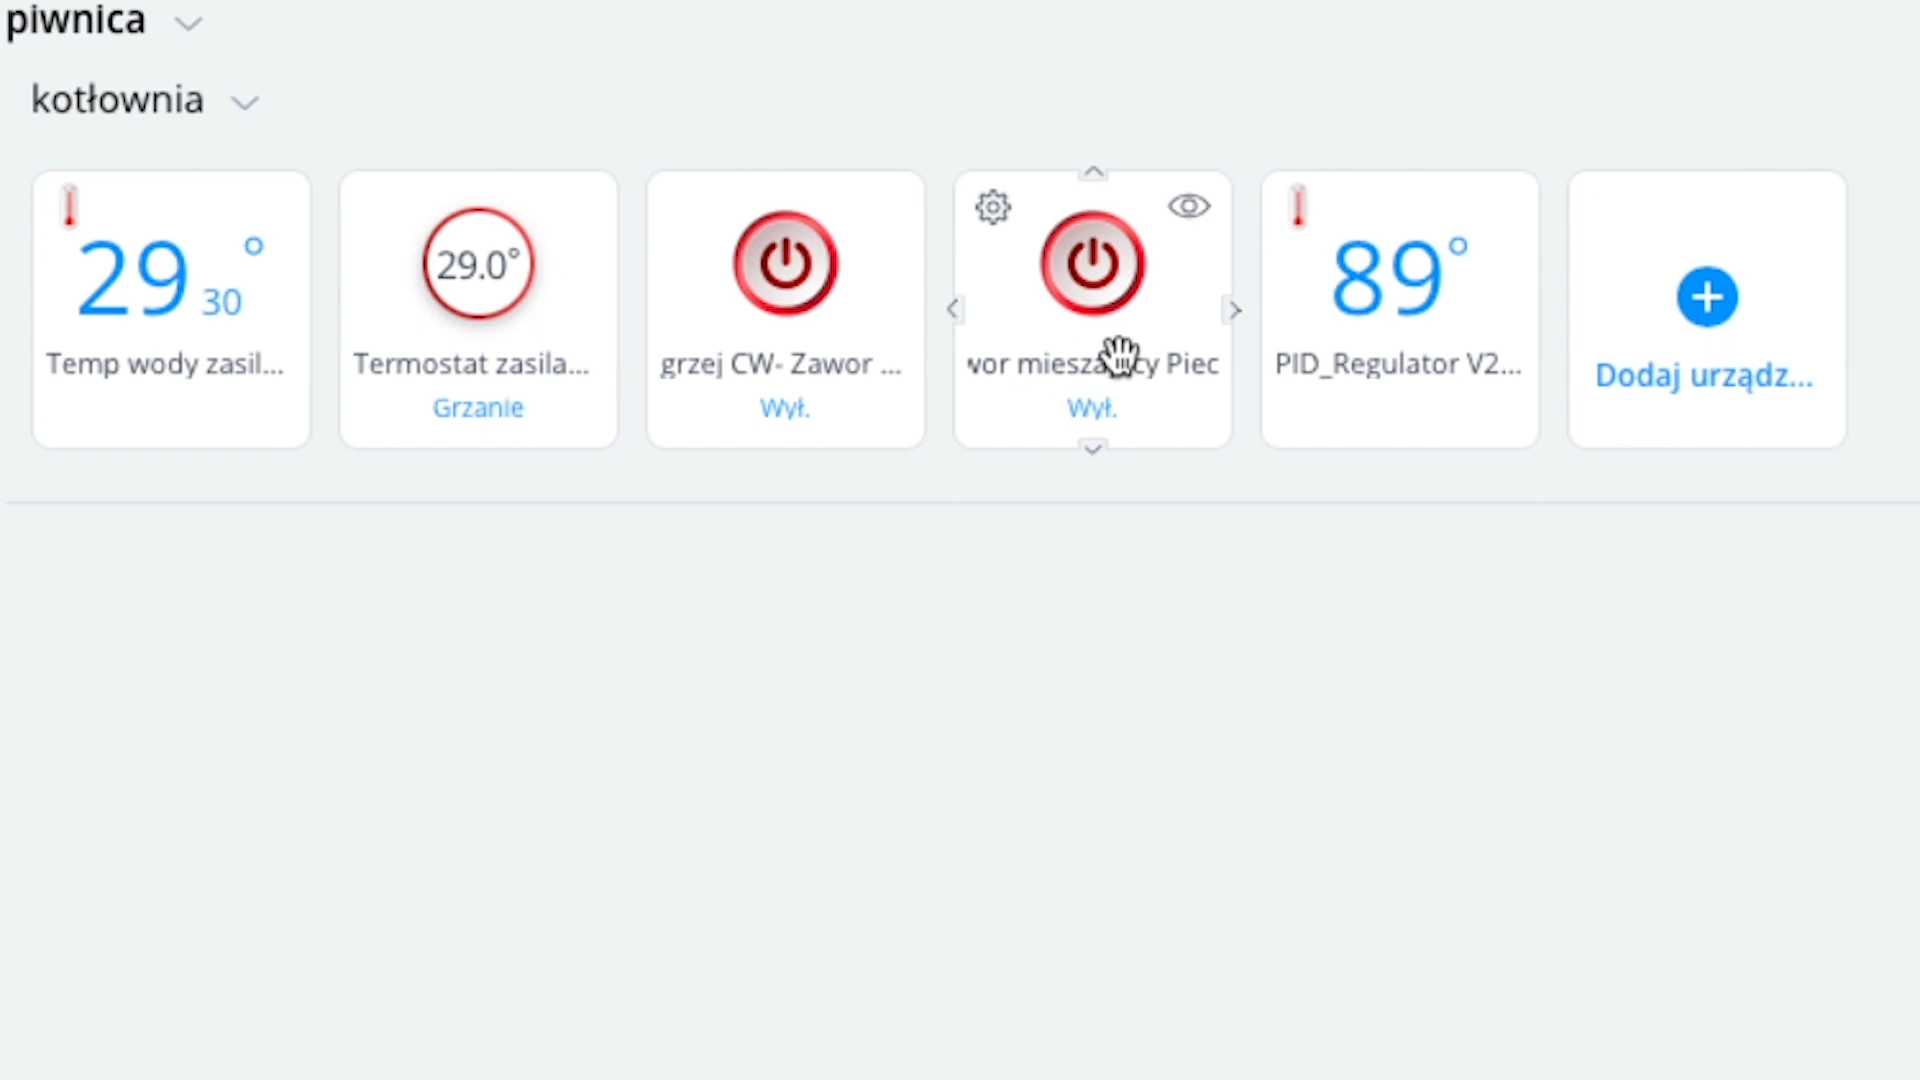 piwnica
kotłownia
29 30 °
Temp wody zasil...
29.0°
Termostat zasila...
Grzanie
grzej CW- Zawor ...
Wył.
Piec
Wył.
89°
PID_Regulator V2...
Dodaj urządz...